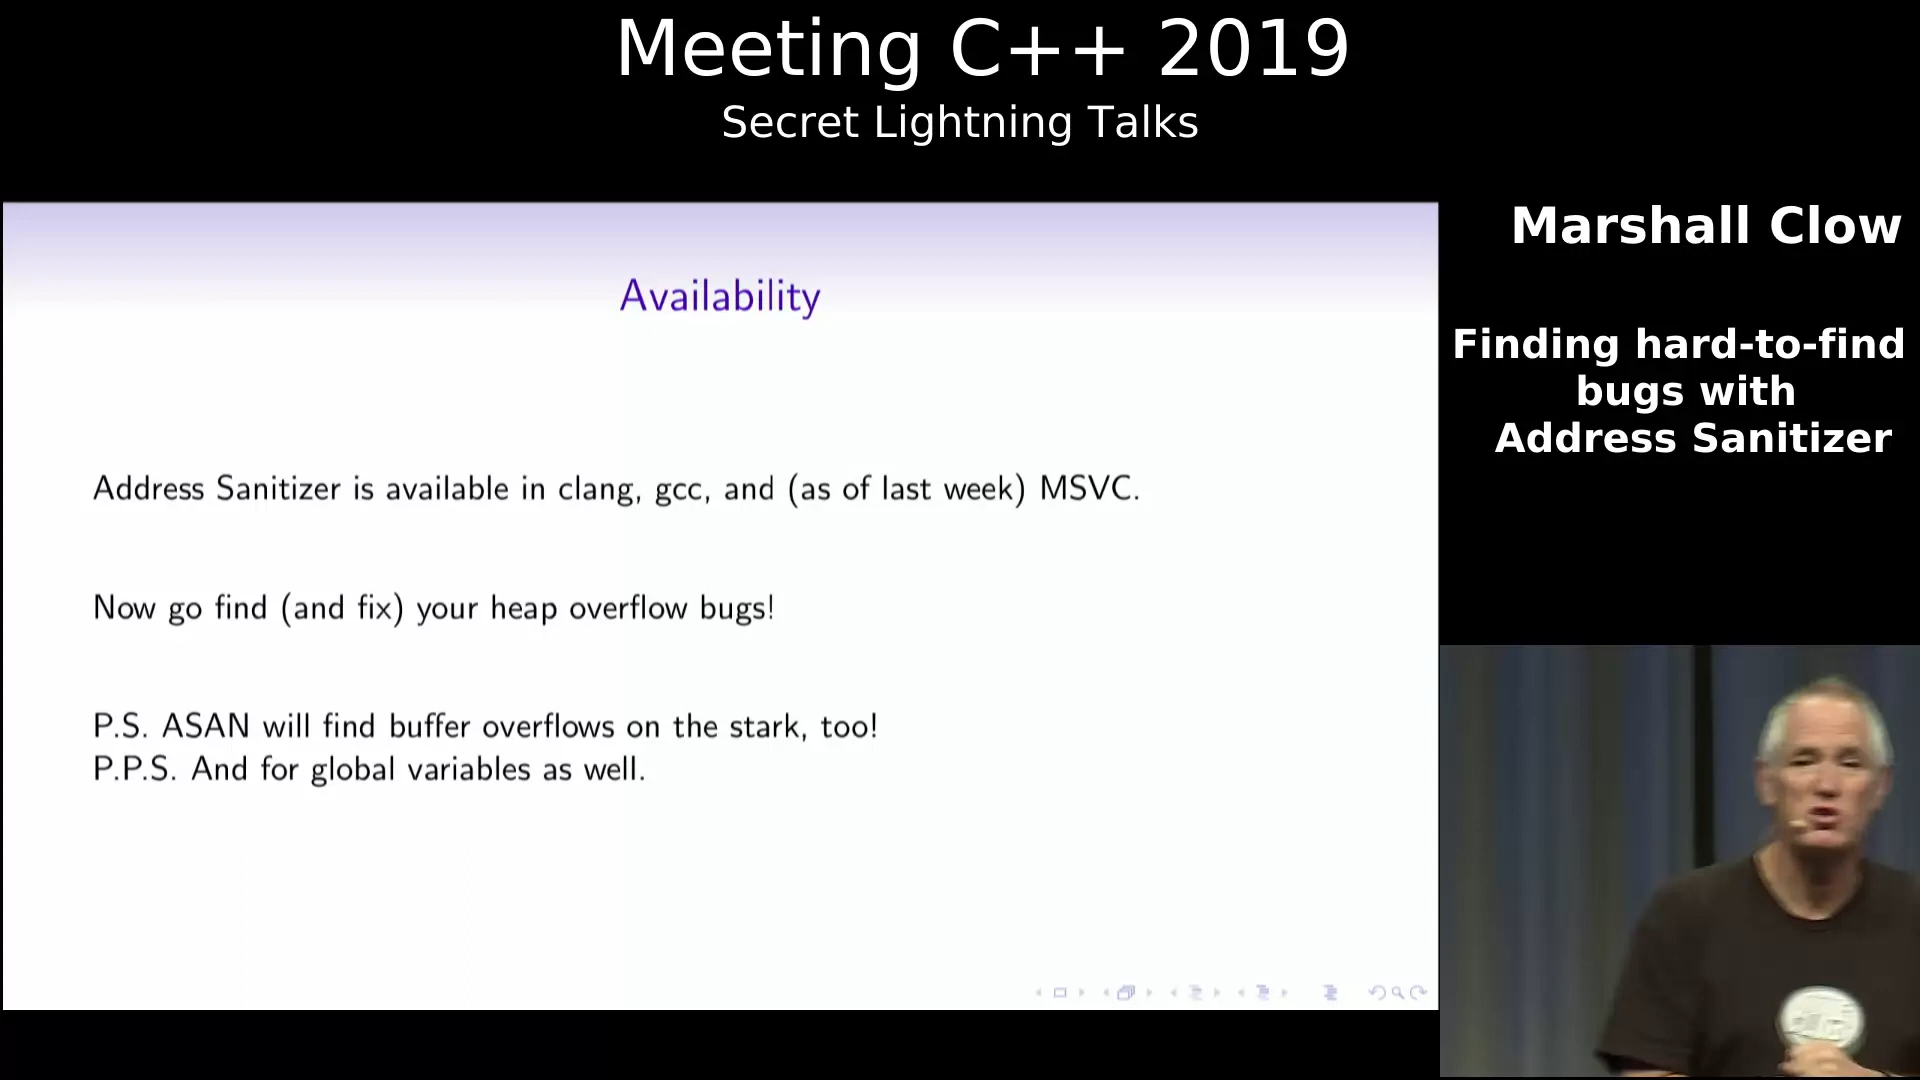 Meeting C++ 2019
Secret Lightning Talks
Marshall Clow
Finding hard-to-find
bugs with
Address Sanitizer
Availability
Address Sanitizer is available in clang, gcc, and (as of last week) MSVC.
Now go find (and fix) your heap overflow bugs!
P.S. ASAN will find buffer overflows on the stark, too!
P.P.S. And for global variables as well.